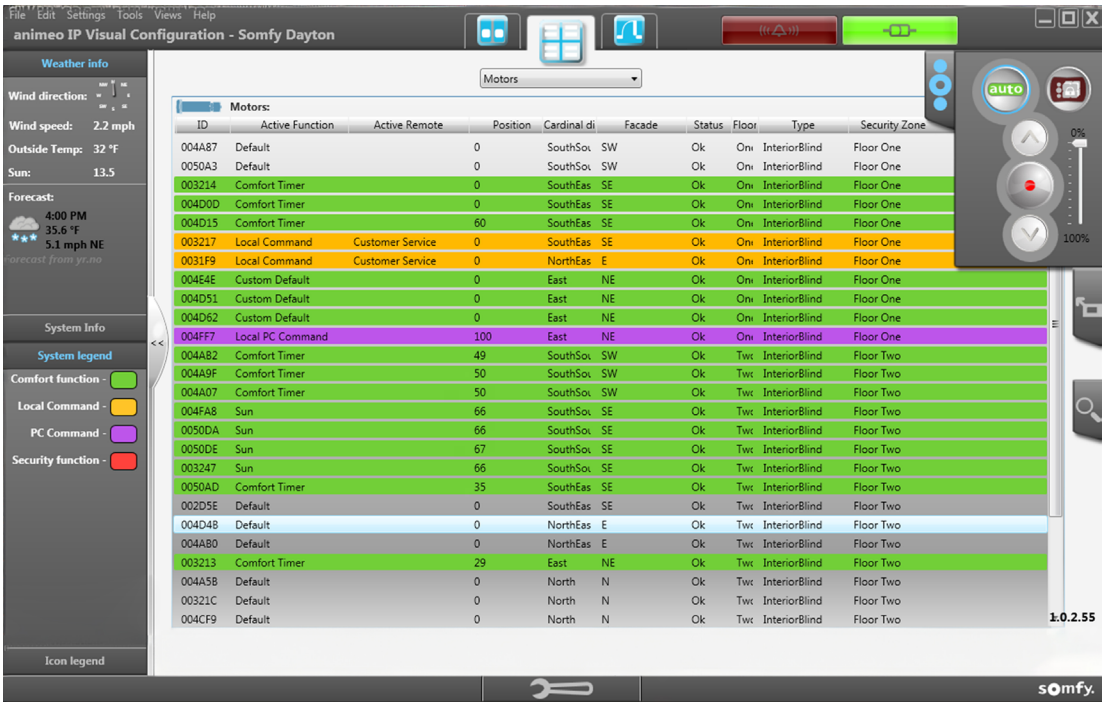 File Edit Settings Tools Views Help
animeo IP Visual Configuration - Somfy Dayton
Weather info
Wind direction:
Wind speed: 2.2 mph
Outside Temp: 32 °F
Sun: 13.5
Forecast:
4:00 PM
35.6 °F
5.1 mph NE
Forecast from yr.no
System Info
System legend
Comfort function -
Local Command -
PC Command -
Security function -
Icon legend
<<
Motors
Motors:
ID Active Function Active Remote Position Cardinal di Facade Status Floor Type Security Zone
004A87 Default 0 SouthSou SW Ok One InteriorBlind Floor One
0050A3 Default 0 SouthSou SW Ok One InteriorBlind Floor One
003214 Comfort Timer 0 SouthEas SE Ok One InteriorBlind Floor One
004D0D Comfort Timer 0 SouthEas SE Ok One InteriorBlind Floor One
004D15 Comfort Timer 60 SouthEas SE Ok One InteriorBlind Floor One
003217 Local Command Customer Service 0 SouthEas SE Ok One InteriorBlind Floor One
0031F9 Local Command Customer Service 0 NorthEas E Ok One InteriorBlind Floor One
004E4E Custom Default 0 East NE Ok One InteriorBlind Floor One
004D51 Custom Default 0 East NE Ok One InteriorBlind Floor One
004D62 Custom Default 0 East NE Ok One InteriorBlind Floor One
004FF7 Local PC Command 100 East NE Ok One InteriorBlind Floor One
004AB2 Comfort Timer 49 SouthSou SW Ok Two InteriorBlind Floor Two
004A9F Comfort Timer 50 SouthSou SW Ok Two InteriorBlind Floor Two
004A07 Comfort Timer 50 SouthSou SW Ok Two InteriorBlind Floor Two
004FA8 Sun 66 SouthSou SE Ok Two InteriorBlind Floor Two
0050DA Sun 66 SouthSou SE Ok Two InteriorBlind Floor Two
0050DE Sun 67 SouthSou SE Ok Two InteriorBlind Floor Two
003247 Sun 66 SouthSou SE Ok Two InteriorBlind Floor Two
0050AD Comfort Timer 35 SouthEas SE Ok Two InteriorBlind Floor Two
002D5E Default 0 SouthEas SE Ok Two InteriorBlind Floor Two
004D4B Default 0 NorthEas E Ok Two InteriorBlind Floor Two
004AB0 Default 0 NorthEas E Ok Two InteriorBlind Floor Two
003213 Comfort Timer 29 East NE Ok Two InteriorBlind Floor Two
004A5B Default 0 North N Ok Two InteriorBlind Floor Two
00321C Default 0 North N Ok Two InteriorBlind Floor Two
004CF9 Default 0 North N Ok Two InteriorBlind Floor Two
auto
0%
100%
1.0.2.55
somfy.